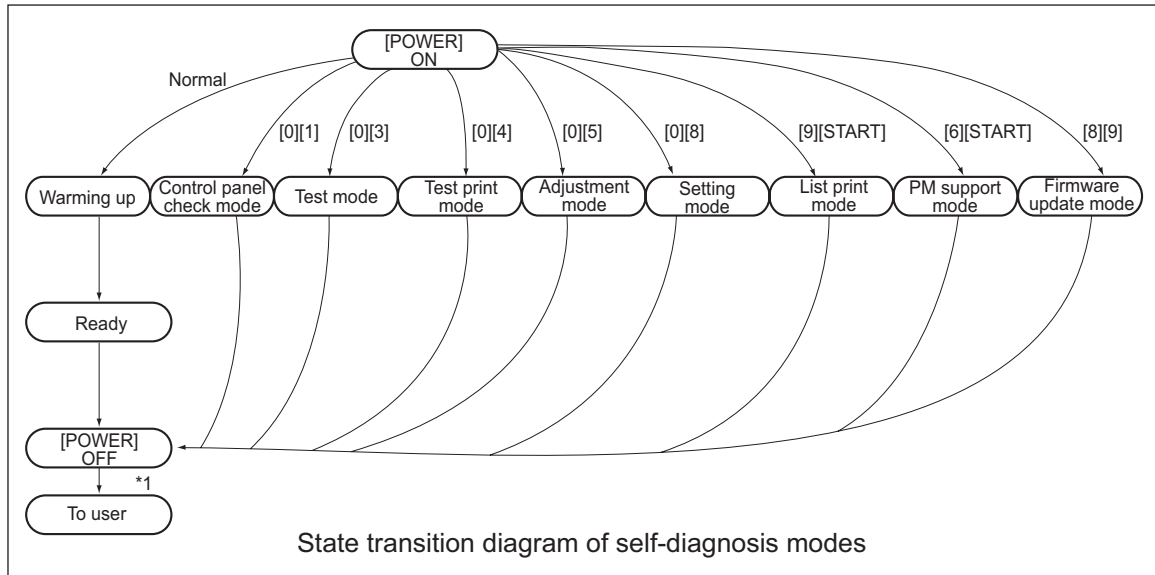 [POWER]
ON
Normal
[0][1]
[0][3]
[0][4]
[0][5]
[0][8]
[9][START]
[6][START]
[8][9]
Warming up
Control panel
check mode
Test mode
Test print
mode
Adjustment
mode
Setting
mode
List print
mode
PM support
mode
Firmware
update mode
Ready
[POWER]
OFF
*1
To user
State transition diagram of self-diagnosis modes